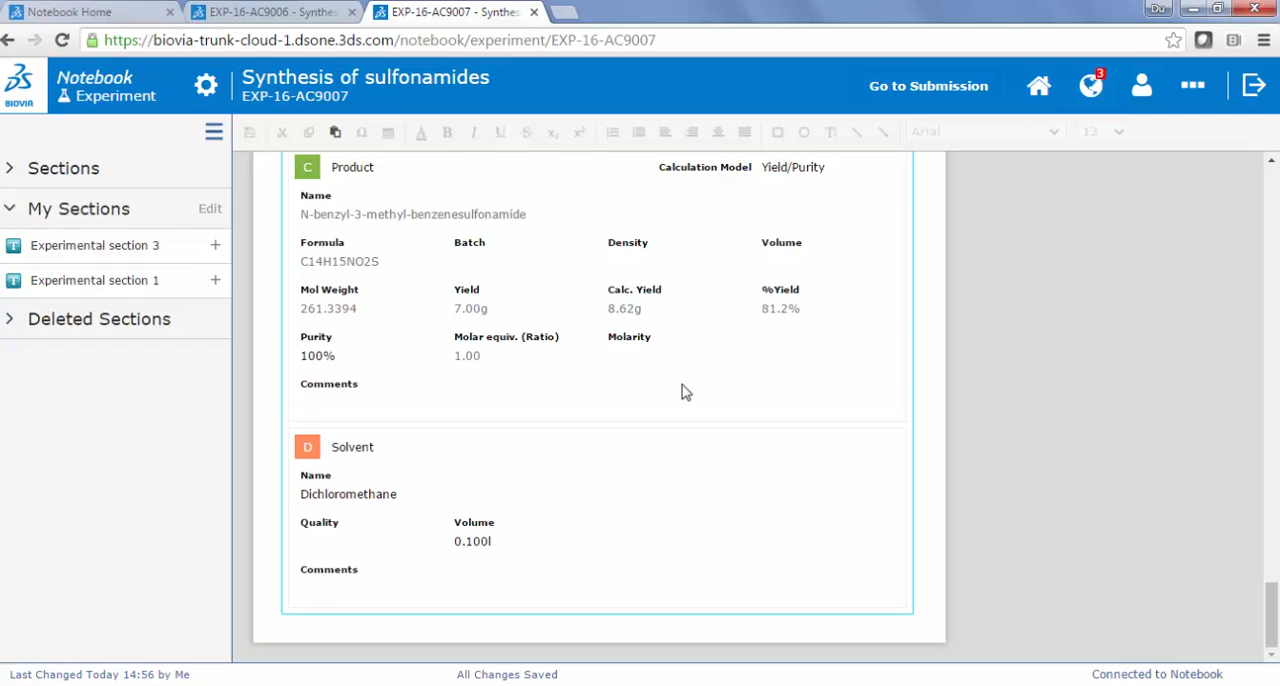 Notebook Home
EXP-16-AC9006 - Synthes
EXP-16-AC9007 - Synthes
Du
https://biovia-trunk-cloud-1.dsone.3ds.com/notebook/experiment/EXP-16-AC9007
BIOVIA
Notebook
Experiment
Synthesis of sulfonamides
EXP-16-AC9007
Go to Submission
3
Arial
13
Sections
My Sections
Edit
Experimental section 3
Experimental section 1
Deleted Sections
C Product Calculation Model Yield/Purity
Name
N-benzyl-3-methyl-benzenesulfonamide
Formula Batch Density Volume
C14H15NO2S
Mol Weight Yield Calc. Yield %Yield
261.3394 7.00g 8.62g 81.2%
Purity Molar equiv. (Ratio) Molarity
100% 1.00
Comments
D Solvent
Name
Dichloromethane
Quality Volume
0.100l
Comments
Last Changed Today 14:56 by Me
All Changes Saved
Connected to Notebook